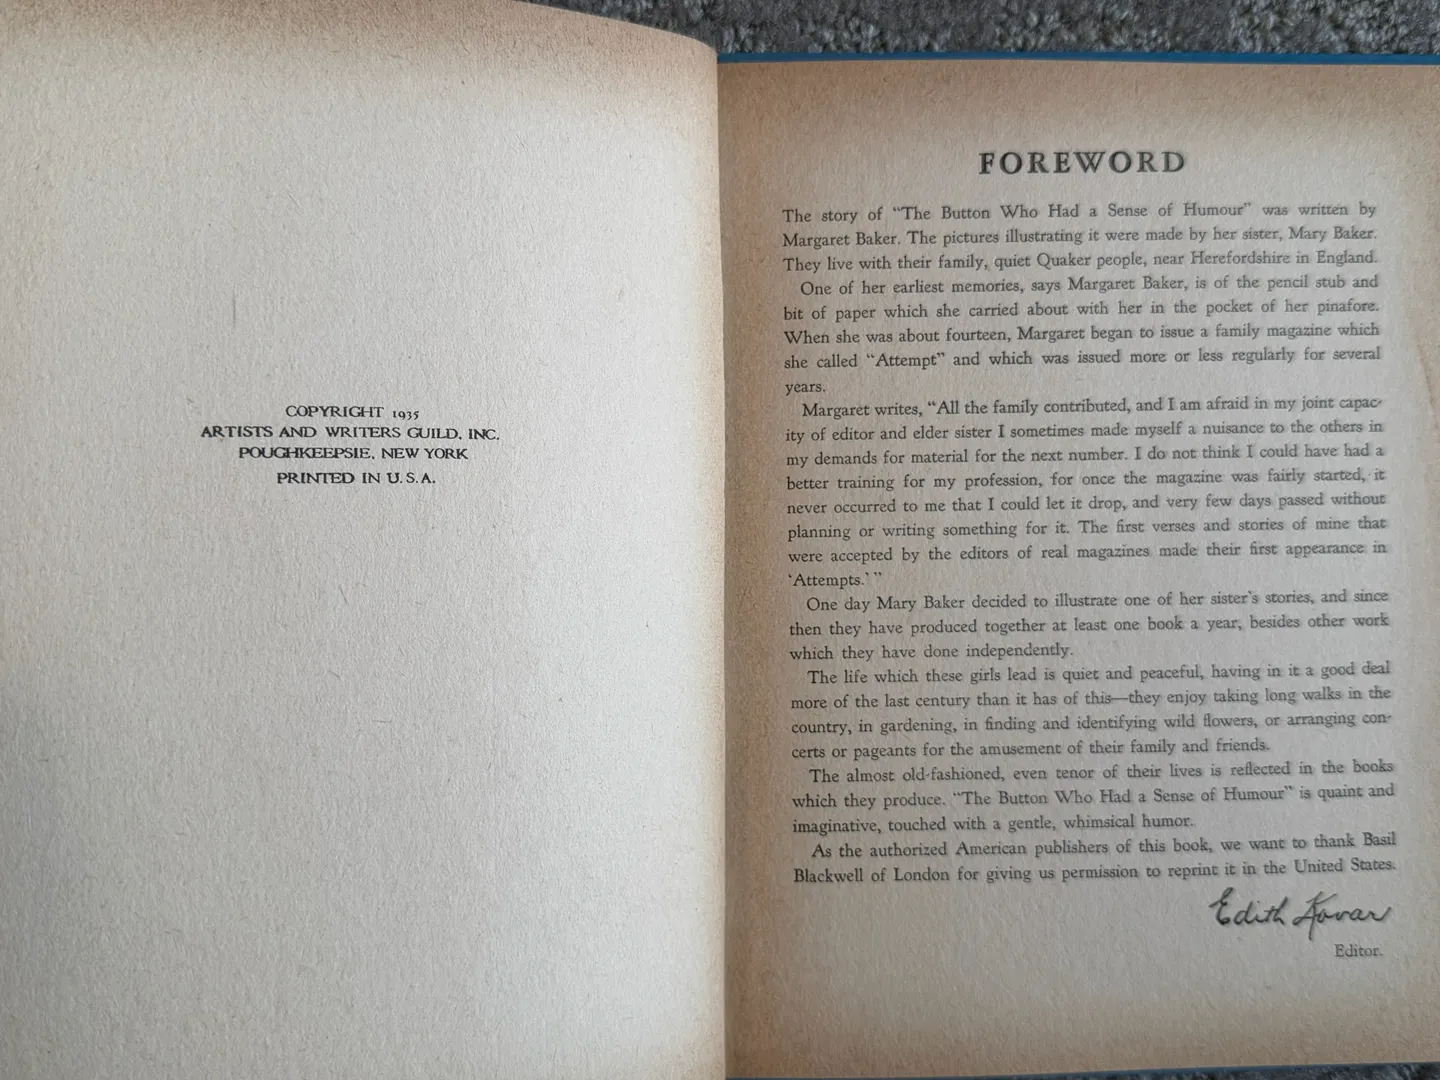 COPYRIGHT 1935
ARTISTS AND WRITERS GUILD, INC.
POUGHKEEPSIE, NEW YORK
PRINTED IN U.S.A.
FOREWORD
The story of "The Button Who Had a Sense of Humour" was written by
Margaret Baker. The pictures illustrating it were made by her sister, Mary Baker.
They live with their family, quiet Quaker people, near Herefordshire in England.
One of her earliest memories, says Margaret Baker, is of the pencil stub and
bit of paper which she carried about with her in the pocket of her pinafore.
When she was about fourteen, Margaret began to issue a family magazine which
she called "Attempt" and which was issued more or less regularly for several
years.
Margaret writes, "All the family contributed, and I am afraid in my joint capac-
ity of editor and elder sister I sometimes made myself a nuisance to the others in
my demands for material for the next number. I do not think I could have had a
better training for my profession, for once the magazine was fairly started, it
never occurred to me that I could let it drop, and very few days passed without
planning or writing something for it. The first verses and stories of mine that
were accepted by the editors of real magazines made their first appearance in
'Attempts.'"
One day Mary Baker decided to illustrate one of her sister's stories, and since
then they have produced together at least one book a year, besides other work
which they have done independently.
The life which these girls lead is quiet and peaceful, having in it a good deal
more of the last century than it has of this—they enjoy taking long walks in the
country, in gardening, in finding and identifying wild flowers, or arranging con-
certs or pageants for the amusement of their family and friends.
The almost old-fashioned, even tenor of their lives is reflected in the books
which they produce. "The Button Who Had a Sense of Humour" is quaint and
imaginative, touched with a gentle, whimsical humor.
As the authorized American publishers of this book, we want to thank Basil
Blackwell of London for giving us permission to reprint it in the United States.
Edith Kovar
Editor.